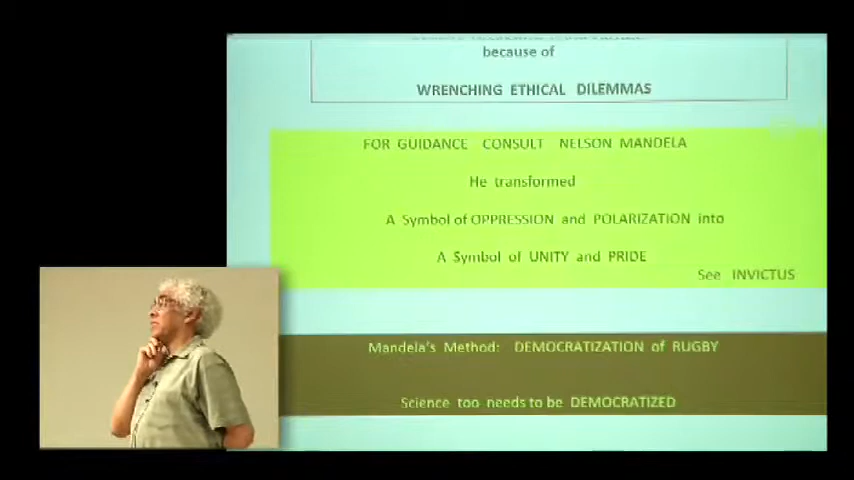 because of
WRENCHING ETHICAL DILEMMAS
FOR GUIDANCE CONSULT NELSON MANDELA
He transformed
A Symbol of OPPRESSION and POLARIZATION into
A Symbol of UNITY and PRIDE
See INVICTUS
Mandela's Method: DEMOCRATIZATION of RUGBY
Science too needs to be DEMOCRATIZED